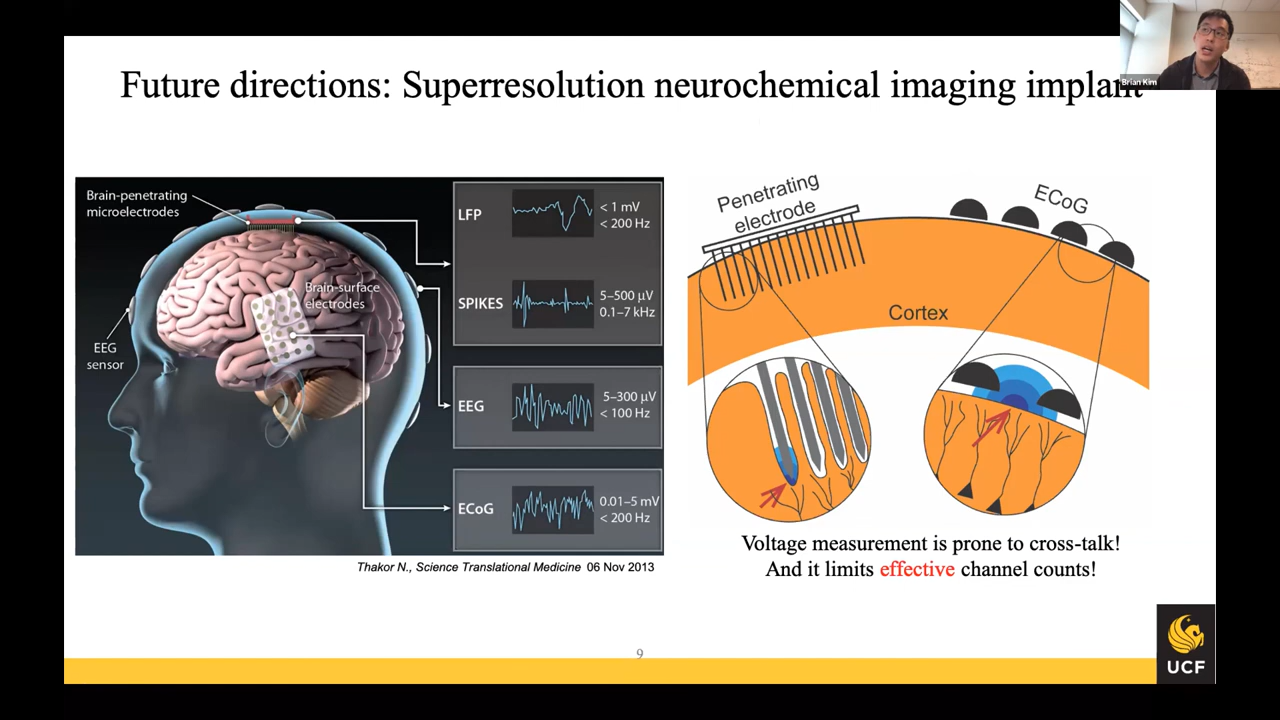 Future directions: Superresolution neurochemical imaging implant
Brian Kim
Brain-penetrating
microelectrodes
Brain-surface
electrodes
EEG
sensor
LFP
< 1 mV
< 200 Hz
SPIKES
5–500 µV
0.1–7 kHz
EEG
5–300 µV
< 100 Hz
ECoG
0.01–5 mV
< 200 Hz
Thakor N., Science Translational Medicine 06 Nov 2013
Penetrating
electrode
ECoG
Cortex
Voltage measurement is prone to cross-talk!
And it limits effective channel counts!
9
UCF